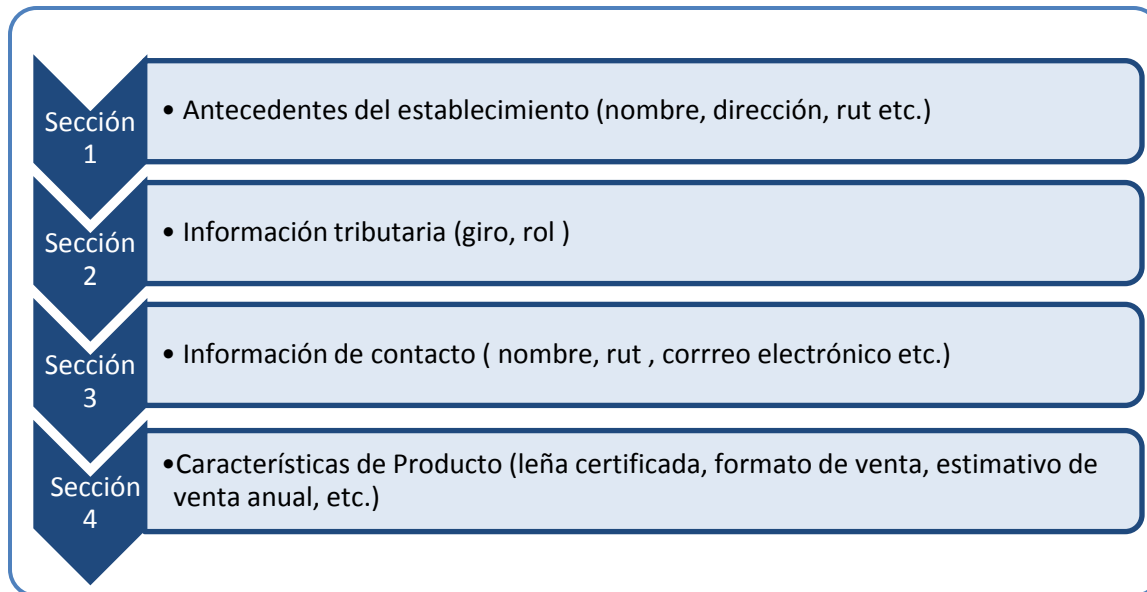 Sección
1
• Antecedentes del establecimiento (nombre, dirección, rut etc.)
Sección
2
• Información tributaria (giro, rol )
Sección
3
• Información de contacto ( nombre, rut , corrreo electrónico etc.)
Sección
4
•Características de Producto (leña certificada, formato de venta, estimativo de
venta anual, etc.)